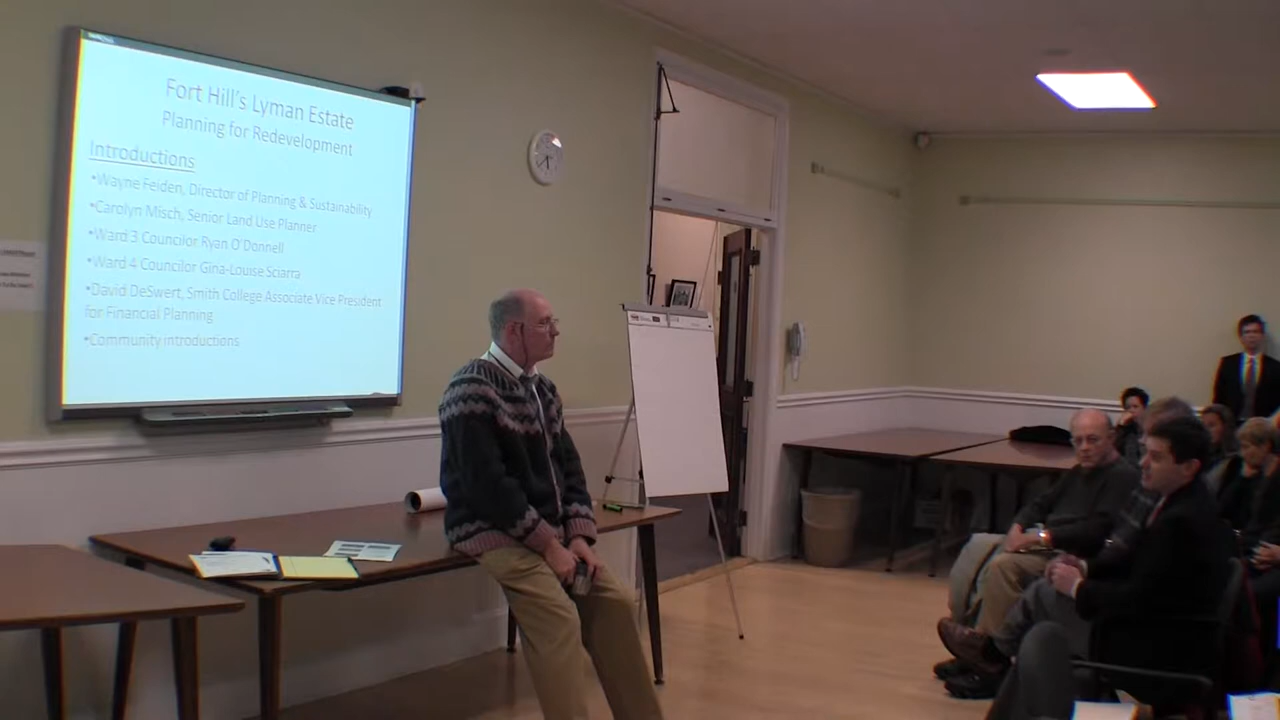 Fort Hill's Lyman Estate
Planning for Redevelopment
Introductions
•Wayne Feiden, Director of Planning & Sustainability
•Carolyn Misch, Senior Land Use Planner
•Ward 3 Councilor Ryan O'Donnell
•Ward 4 Councilor Gina-Louise Sciarra
•David DeSwert, Smith College Associate Vice President
for Financial Planning
•Community introductions